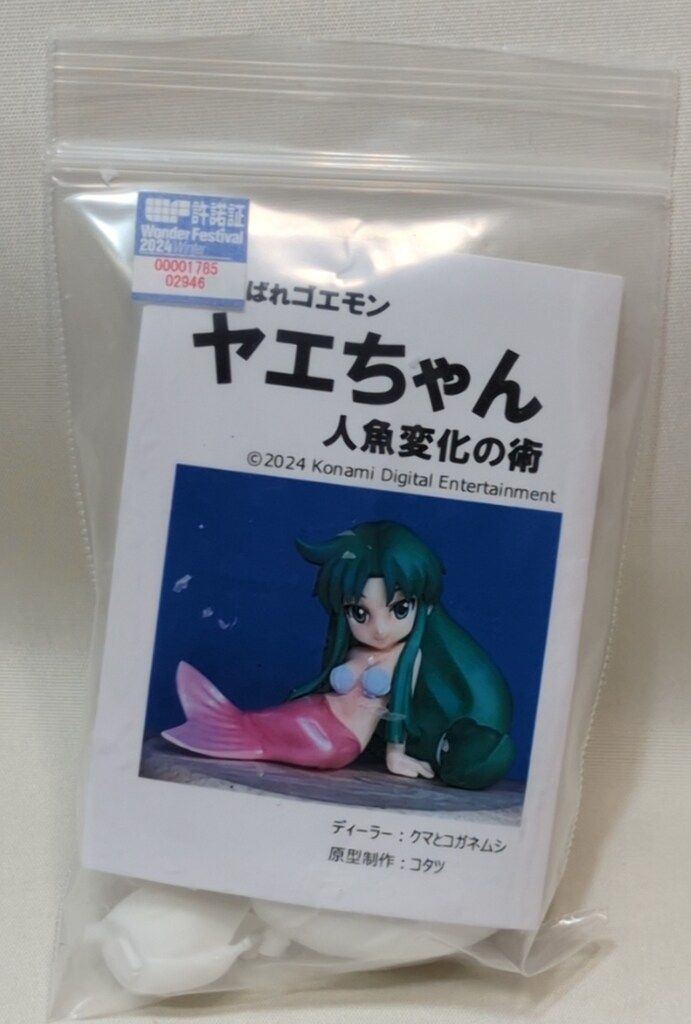 WF 許諾証
Wonder Festival
2024 Winter
00001785
02946
ばれゴエモン
ヤエちゃん
人魚変化の術
©2024 Konami Digital Entertainment
ディーラー：クマとコガネムシ
原型制作：コタツ